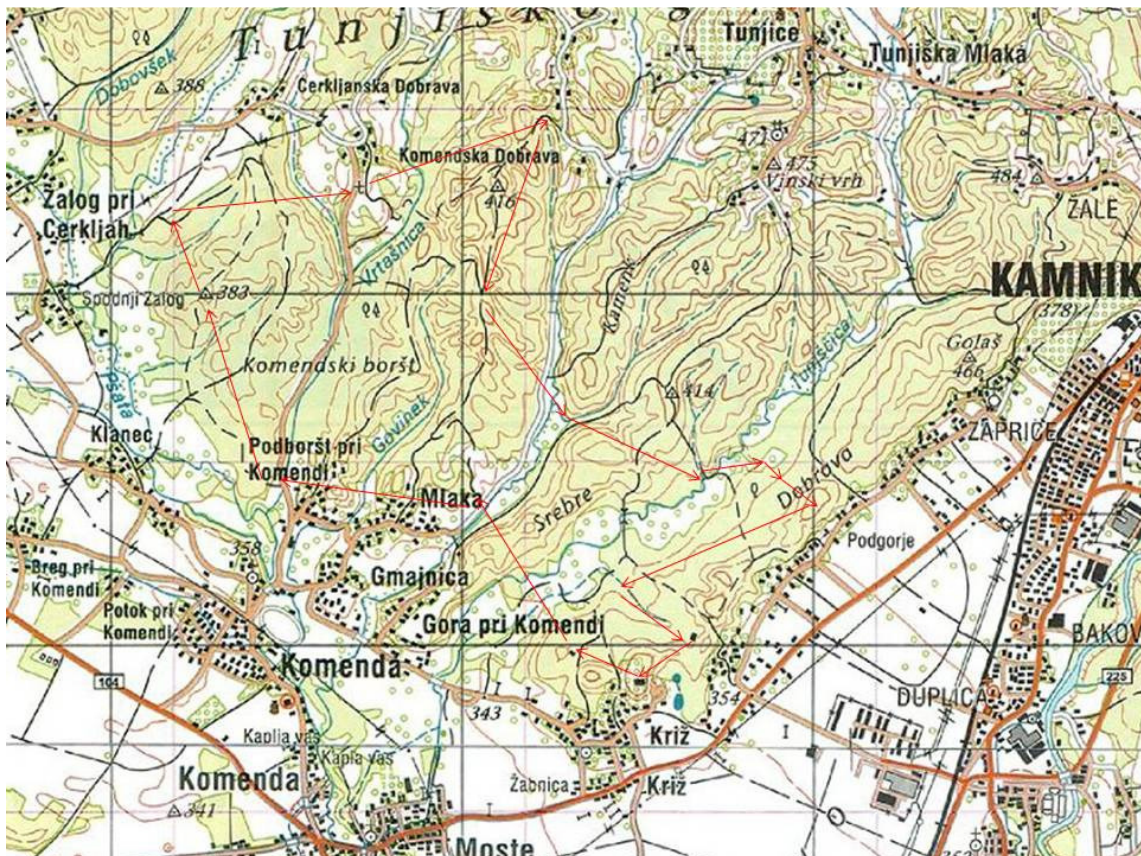 Tunjiško g
Tunjice
Tunjiška Mlaka
Dobovšek
388
Cerkljanska Dobrava
Komendska Dobrava
471
475
Vinski vrh
484
416
ŽALE
Zalog pri
Cerkljah
Vrtašnica
Kamenk
KAMNIK
(378)
383
Spodnji Zalog
Tunjščica
Golaš
466
Komendski boršt
Pšata
414
Govinek
Klanec
ZAPRICE
Podboršt pri
Komendi
Mlaka
Dobrava
Srebre
358
Podgorje
Breg pri
Komendi
Gmajnica
Potok pri
Komendi
Gora pri Komendi
BAKOV
Komenda
104
225
354
DUPLICA
343
Križ
Kaplja vas
Kapla vas
Komenda
Žabnica
Križ
341
Moste